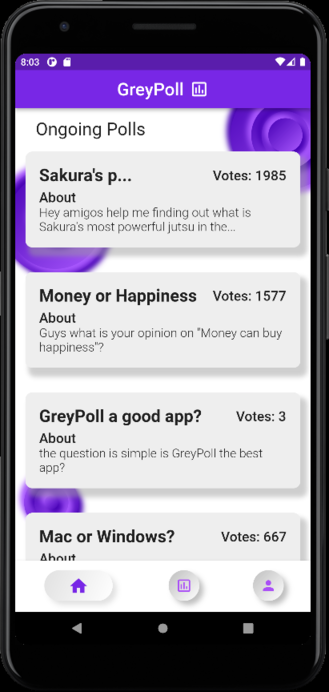 8:03
GreyPoll
Ongoing Polls
Sakura's p... Votes: 1985
About
Hey amigos help me finding out what is
Sakura's most powerful jutsu in the...
Money or Happiness Votes: 1577
About
Guys what is your opinion on "Money can buy
happiness"?
GreyPoll a good app? Votes: 3
About
the question is simple is GreyPoll the best
app?
Mac or Windows? Votes: 667
About